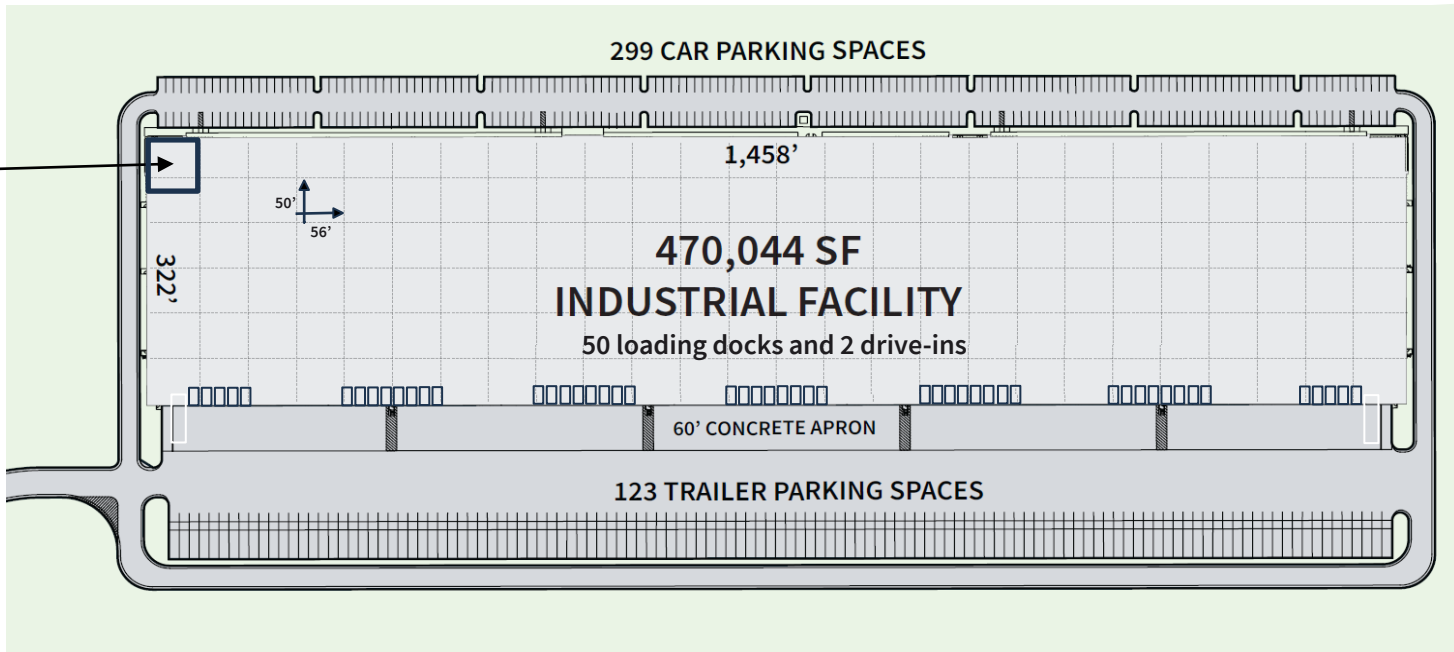 299 CAR PARKING SPACES
1,458’
50’
56’
322’
470,044 SF
INDUSTRIAL FACILITY
50 loading docks and 2 drive-ins
60’ CONCRETE APRON
123 TRAILER PARKING SPACES